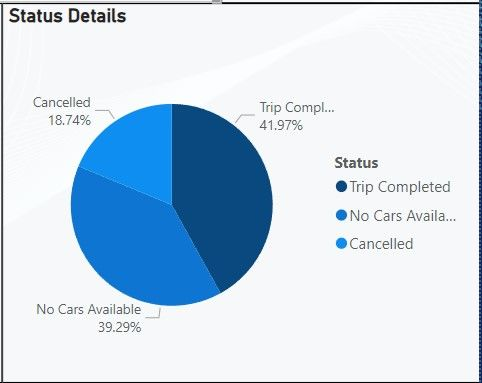 Status Details
Cancelled
18.74%
Trip Compl...
41.97%
Status
Trip Completed
No Cars Availa...
Cancelled
No Cars Available
39.29%